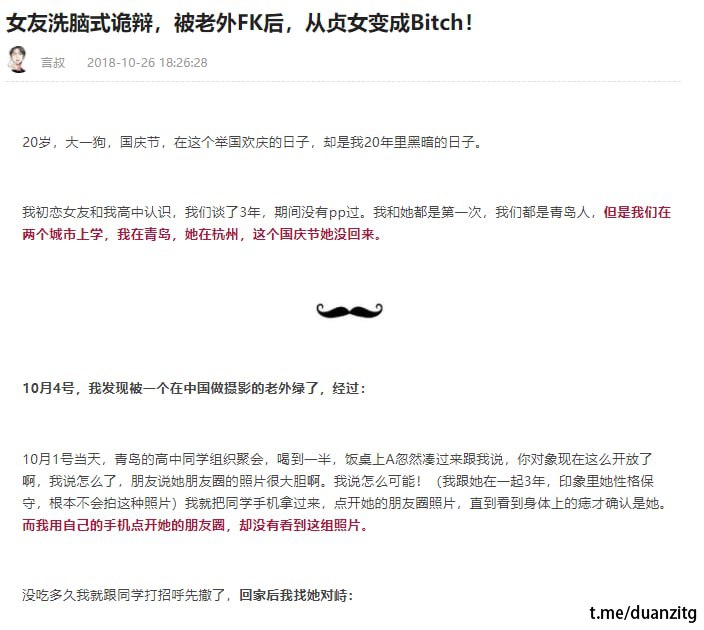 女友洗脑式诡辩，被老外FK后，从贞女变成Bitch！
言叔 2018-10-26 18:26:28
20岁，大一狗，国庆节，在这个举国欢庆的日子，却是我20年里黑暗的日子。
我初恋女友和我高中认识，我们谈了3年，期间没有pp过。我和她都是第一次，我们都是青岛人，但是我们在
两个城市上学，我在青岛，她在杭州，这个国庆节她没回来。
10月4号，我发现被一个在中国做摄影的老外绿了，经过：
10月1号当天，青岛的高中同学组织聚会，喝到一半，饭桌上A忽然凑过来跟我说，你对象现在这么开放了
啊，我说怎么了，朋友说她朋友圈的照片很大胆啊。我说怎么可能！（我跟她在一起3年，印象里她性格保
守，根本不会拍这种照片）我就把同学手机拿过来，点开她的朋友圈照片，直到看到身体上的痣才确认是她。
而我用自己的手机点开她的朋友圈，却没有看到这组照片。
没吃多久我就跟同学打招呼先撤了，回家后我找她对峙：
t.me/duanzitg